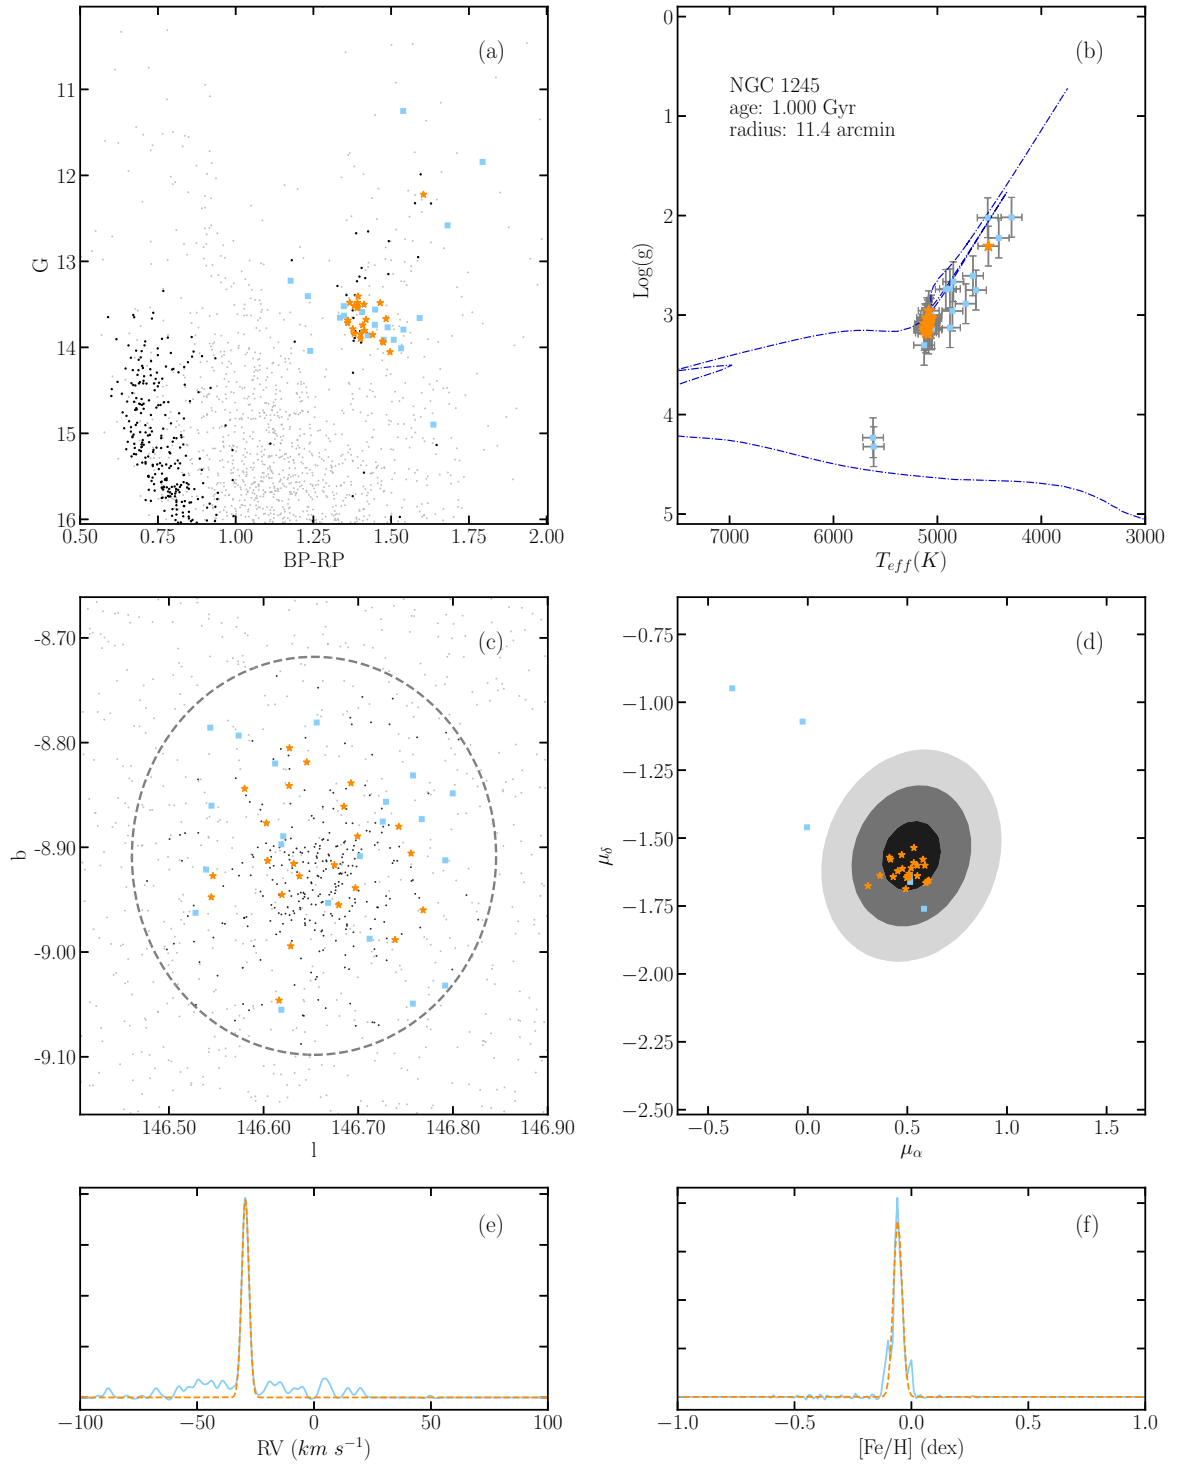 (a)
11
12
13
14
15
16
G
0.50 0.75 1.00 1.25 1.50 1.75 2.00
BP-RP
(b)
NGC 1245
age: 1.000 Gyr
radius: 11.4 arcmin
0
1
2
3
4
5
Log(g)
7000 6000 5000 4000 3000
T_{eff}(K)
(c)
-8.70
-8.80
-8.90
-9.00
-9.10
b
146.50 146.60 146.70 146.80 146.90
l
(d)
−0.75
−1.00
−1.25
−1.50
−1.75
−2.00
−2.25
−2.50
μ_δ
−0.5 0.0 0.5 1.0 1.5
μ_α
(e)
−100 −50 0 50 100
RV (km s^{−1})
(f)
−1.0 −0.5 0.0 0.5 1.0
[Fe/H] (dex)